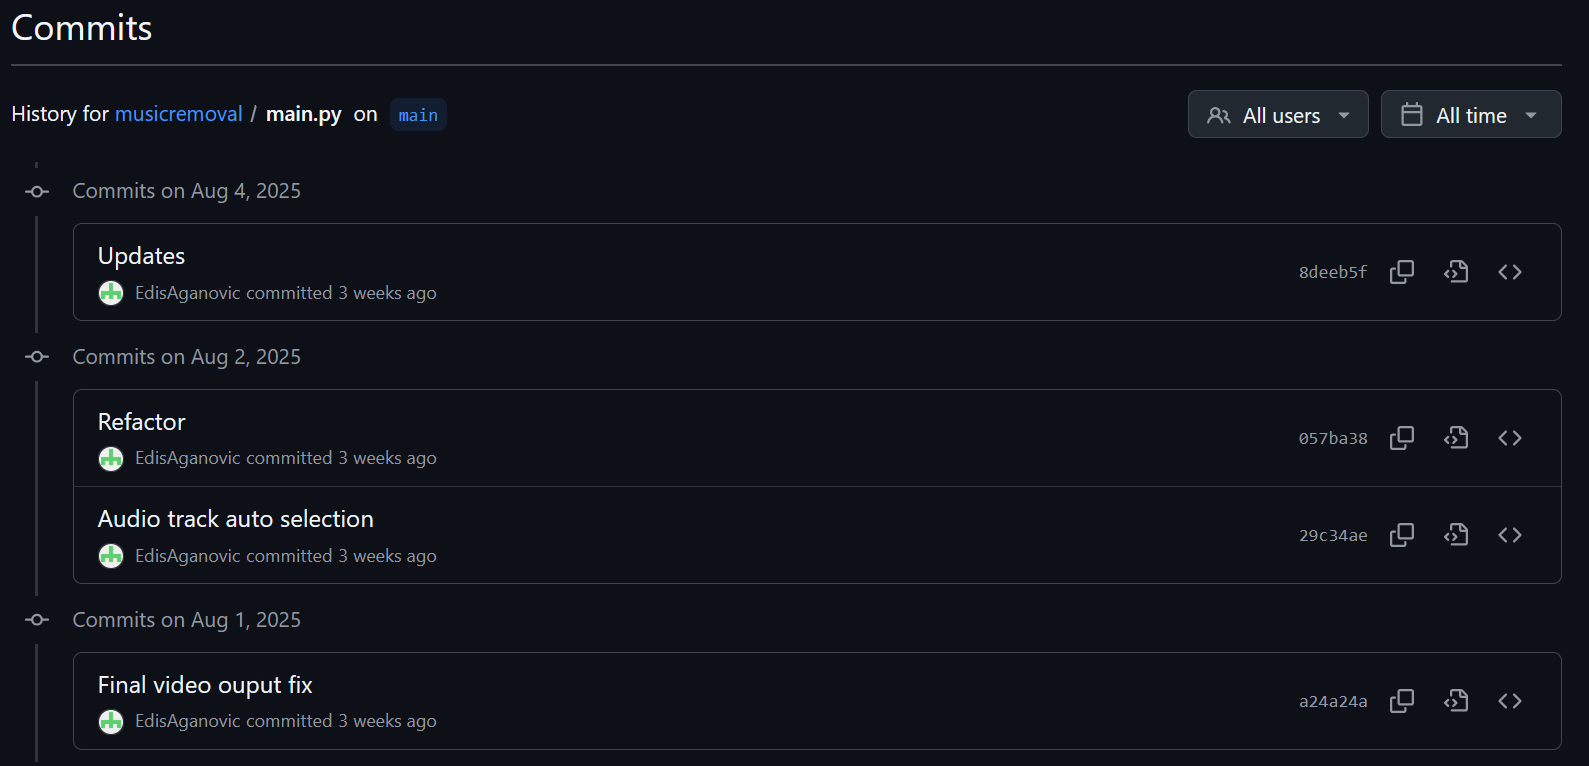 Commits
History for musicremoval / main.py on main
All users
All time
Commits on Aug 4, 2025
Updates
8deeb5f
EdisAganovic committed 3 weeks ago
Commits on Aug 2, 2025
Refactor
057ba38
EdisAganovic committed 3 weeks ago
Audio track auto selection
29c34ae
EdisAganovic committed 3 weeks ago
Commits on Aug 1, 2025
Final video ouput fix
a24a24a
EdisAganovic committed 3 weeks ago